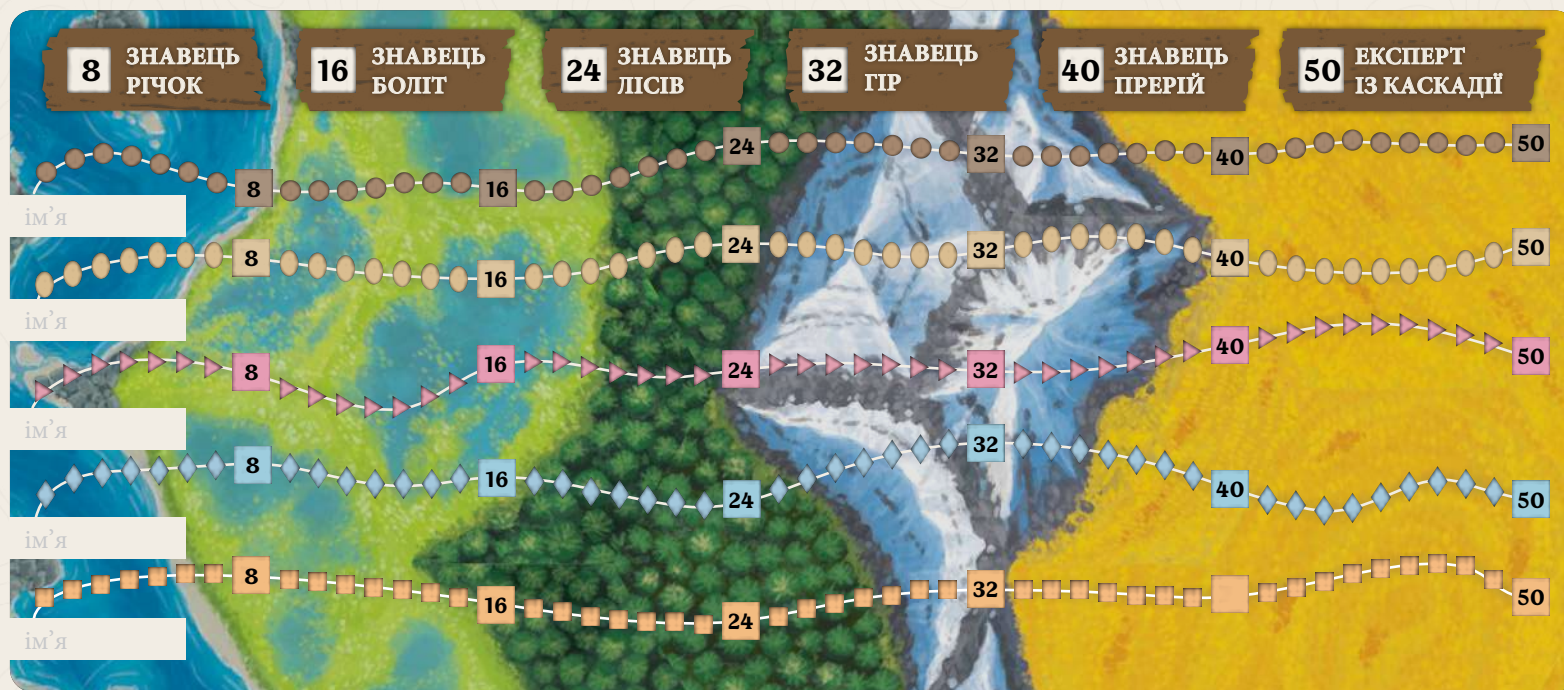 8 ЗНАВЕЦЬ РІЧОК
16 ЗНАВЕЦЬ БОЛІТ
24 ЗНАВЕЦЬ ЛІСІВ
32 ЗНАВЕЦЬ ГІР
40 ЗНАВЕЦЬ ПРЕРІЙ
50 ЕКСПЕРТ ІЗ КАСКАДІЇ
8 16 24 32 40 50
ім’я
8 16 24 32 40 50
ім’я
8 16 24 32 40 50
ім’я
8 16 24 32 40 50
ім’я
8 16 24 32 50
ім’я